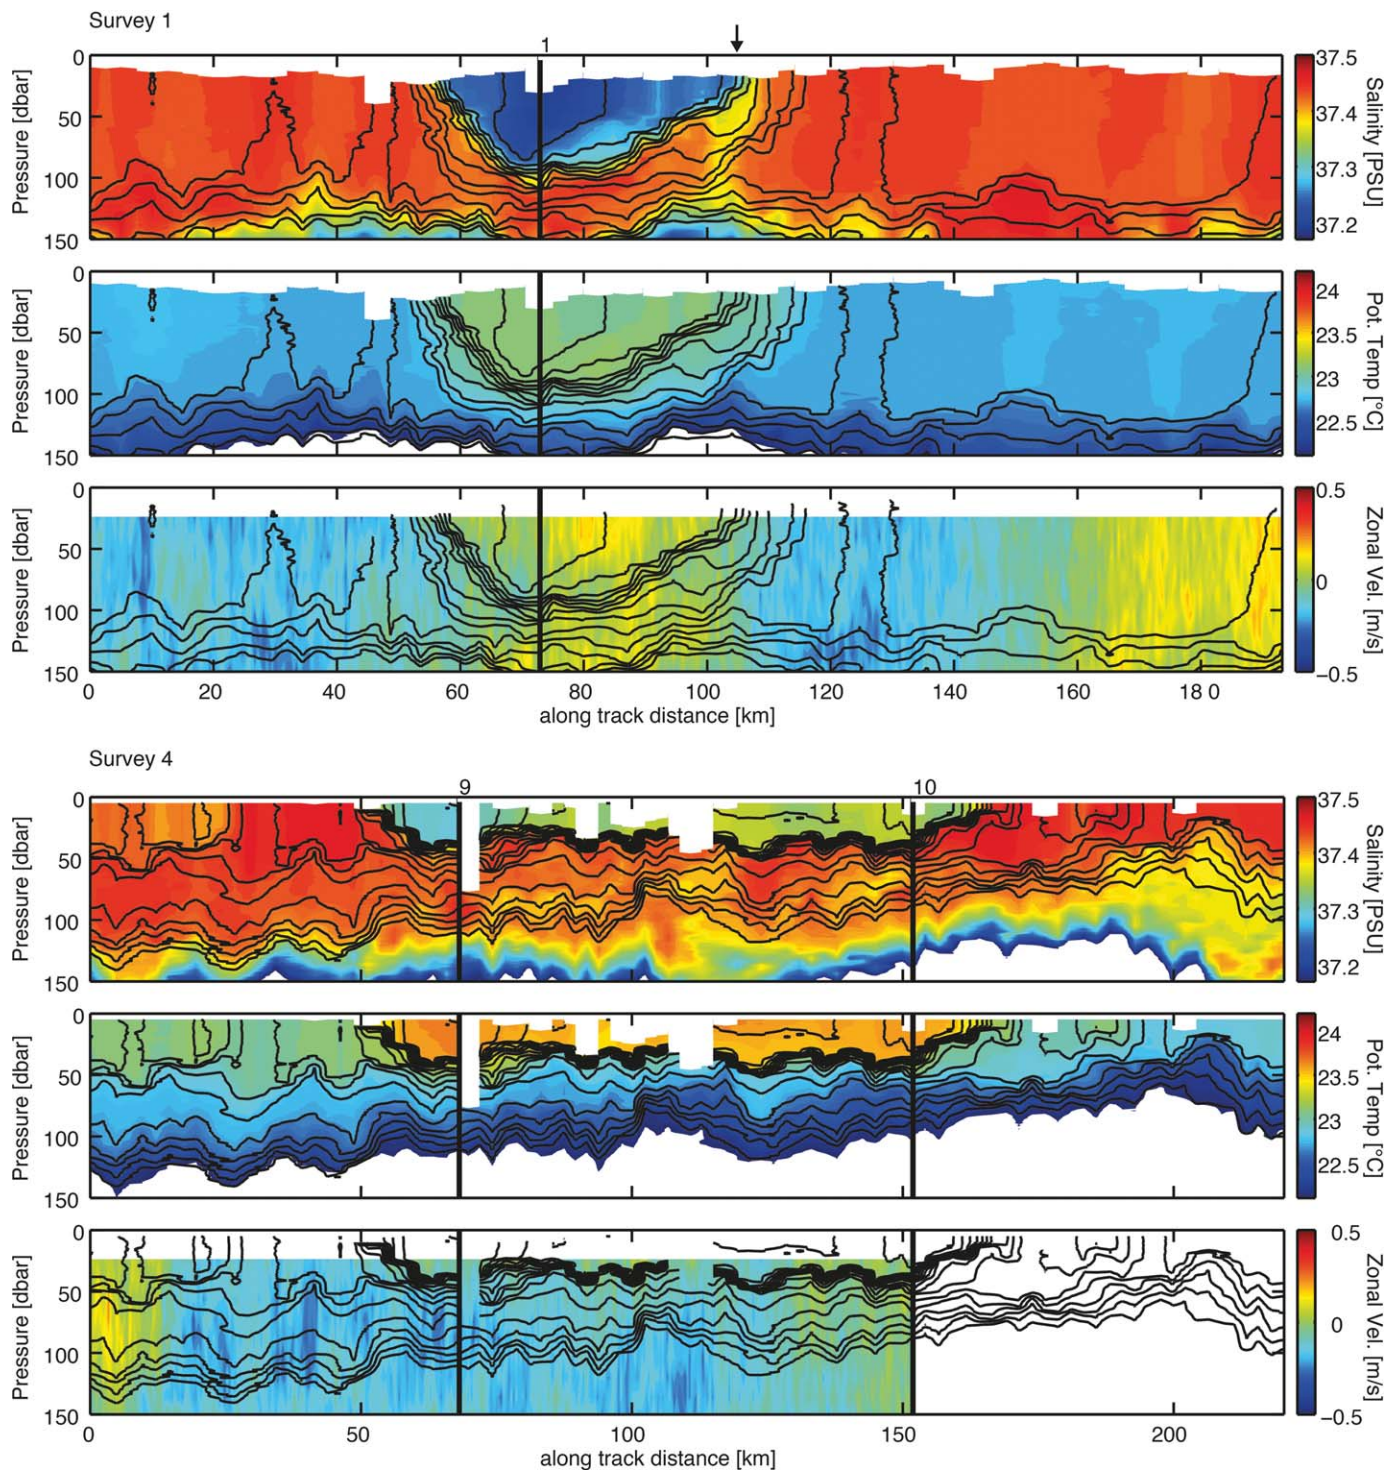 Survey 1
1
0
50
100
150
Pressure [dbar]
37.5
37.4
37.3
37.2
Salinity [PSU]
0
50
100
150
Pressure [dbar]
24
23.5
23
22.5
Pot. Temp [°C]
0
50
100
150
Pressure [dbar]
0.5
0
−0.5
Zonal Vel. [m/s]
0 20 40 60 80 100 120 140 160 18 0
along track distance [km]
Survey 4
9 10
0
50
100
150
Pressure [dbar]
37.5
37.4
37.3
37.2
Salinity [PSU]
0
50
100
150
Pressure [dbar]
24
23.5
23
22.5
Pot. Temp [°C]
0
50
100
150
Pressure [dbar]
0.5
0
−0.5
Zonal Vel. [m/s]
0 50 100 150 200
along track distance [km]